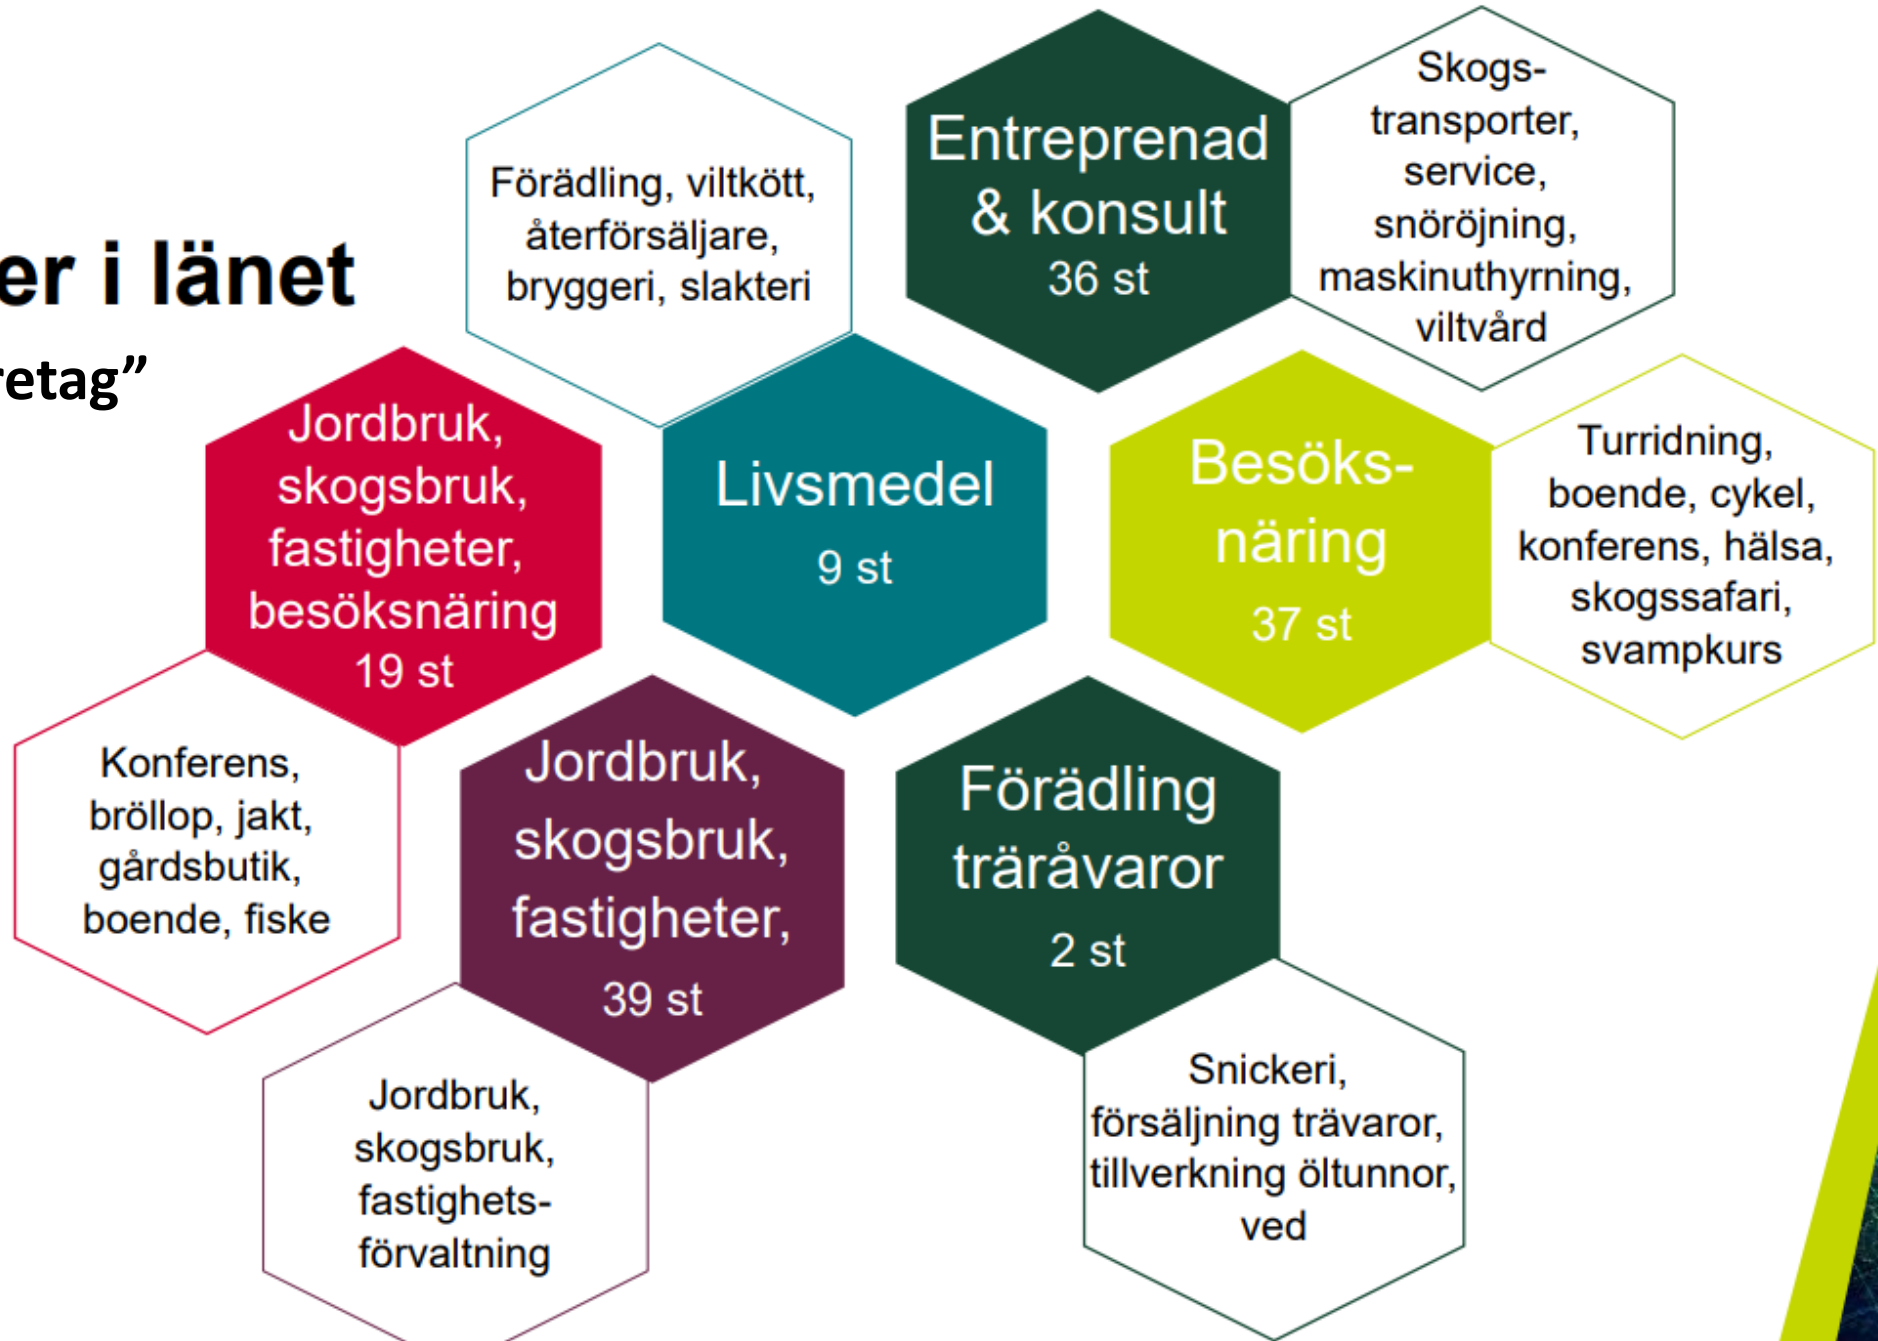 er i länet
retag”
Förädling, viltkött,
återförsäljare,
bryggeri, slakteri
Entreprenad
& konsult
36 st
Skogs-
transporter,
service,
snöröjning,
maskinuthyrning,
viltvård
Jordbruk,
skogsbruk,
fastigheter,
besöksnäring
19 st
Livsmedel
9 st
Besöks-
näring
37 st
Turridning,
boende, cykel,
konferens, hälsa,
skogssafari,
svampkurs
Konferens,
bröllop, jakt,
gårdsbutik,
boende, fiske
Jordbruk,
skogsbruk,
fastigheter,
39 st
Förädling
träråvaror
2 st
Jordbruk,
skogsbruk,
fastighets-
förvaltning
Snickeri,
försäljning trävaror,
tillverkning öltunnor,
ved